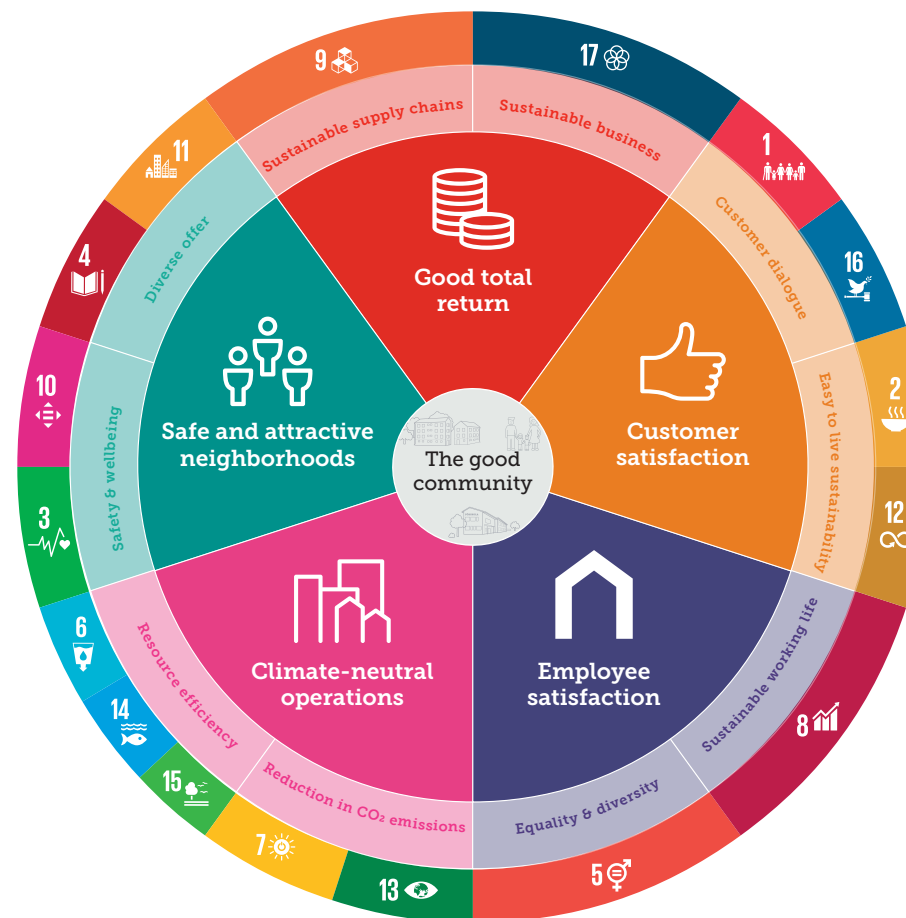 9
17
11
1
4
16
10
2
3
12
6
8
14
15
7
13
5
Sustainable supply chains
Sustainable business
Customer dialogue
Easy to live sustainability
Sustainable working life
Equality & diversity
Reduction in CO₂ emissions
Resource efficiency
Safety & wellbeing
Diverse offer
Good total
return
Customer
satisfaction
Employee
satisfaction
Climate-neutral
operations
Safe and attractive
neighborhoods
The good
community